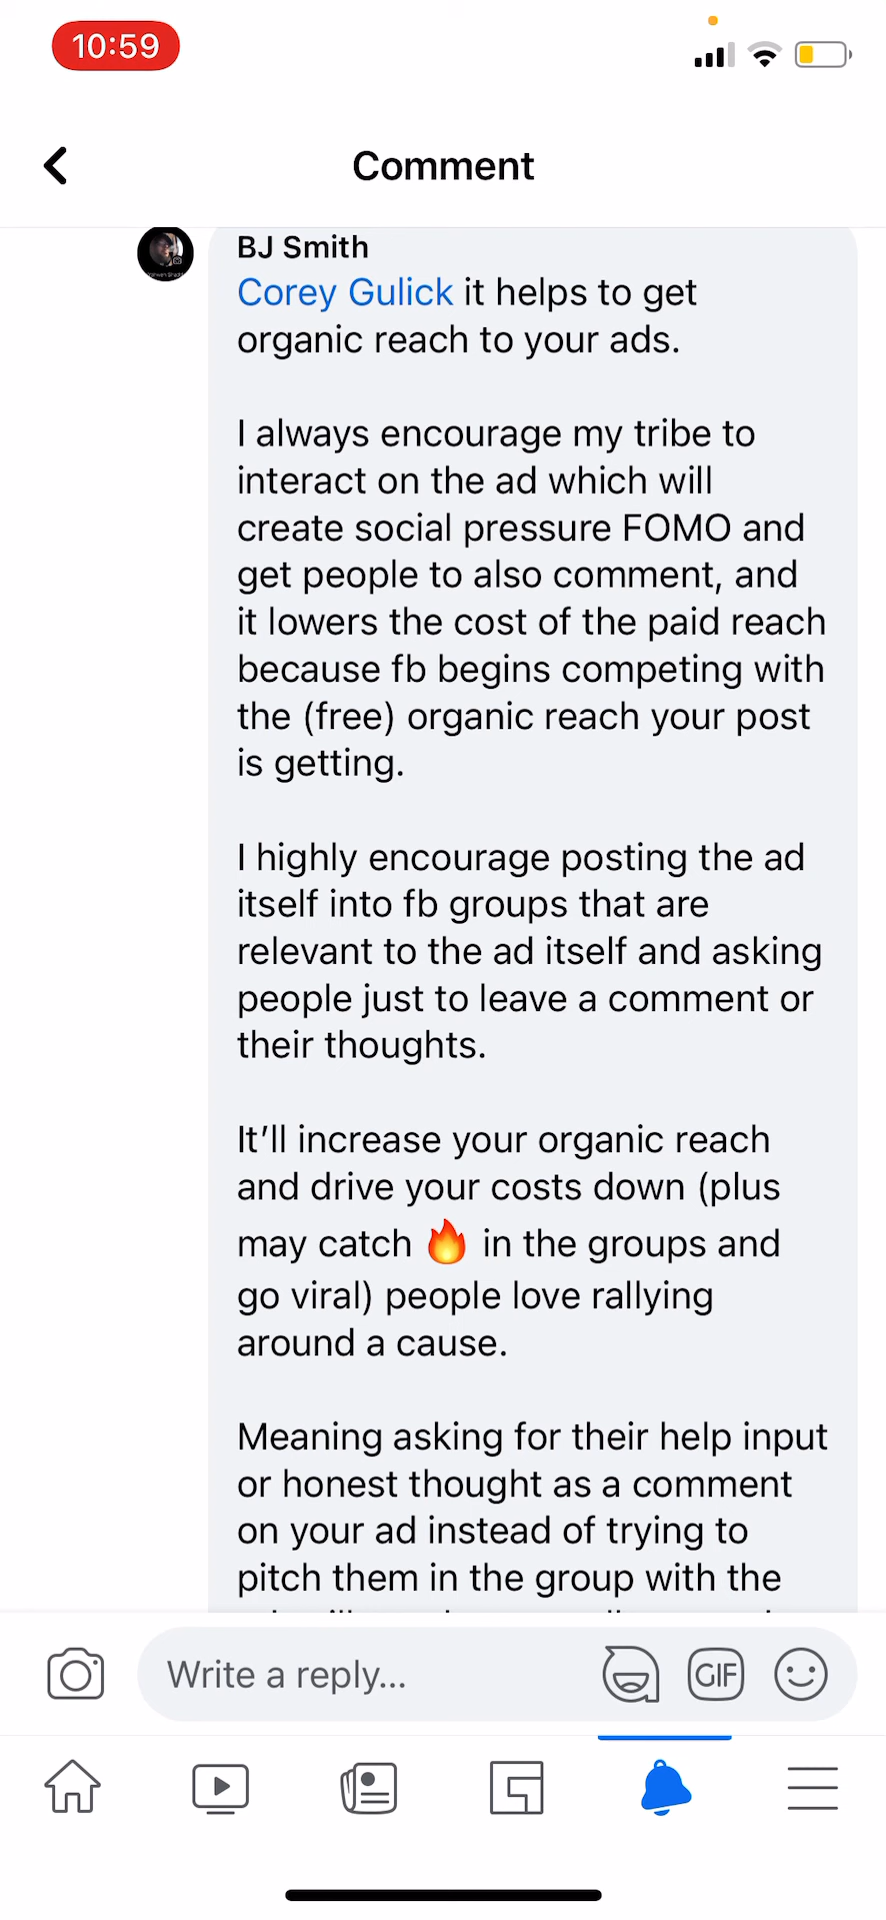 10:59
Comment
BJ Smith
Corey Gulick it helps to get
organic reach to your ads.
I always encourage my tribe to
interact on the ad which will
create social pressure FOMO and
get people to also comment, and
it lowers the cost of the paid reach
because fb begins competing with
the (free) organic reach your post
is getting.
I highly encourage posting the ad
itself into fb groups that are
relevant to the ad itself and asking
people just to leave a comment or
their thoughts.
It’ll increase your organic reach
and drive your costs down (plus
may catch 🔥 in the groups and
go viral) people love rallying
around a cause.
Meaning asking for their help input
or honest thought as a comment
on your ad instead of trying to
pitch them in the group with the
Write a reply...
GIF